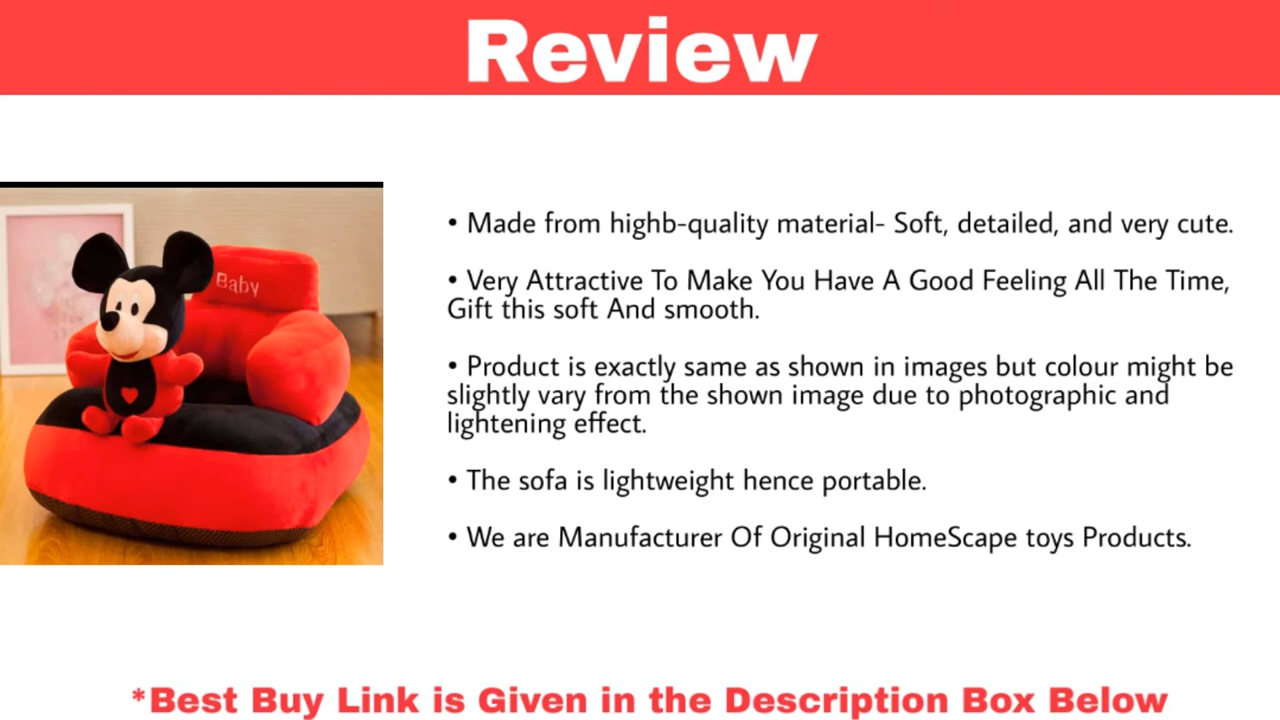 Review
Baby
• Made from highb-quality material- Soft, detailed, and very cute.
• Very Attractive To Make You Have A Good Feeling All The Time,
Gift this soft And smooth.
• Product is exactly same as shown in images but colour might be
slightly vary from the shown image due to photographic and
lightening effect.
• The sofa is lightweight hence portable.
• We are Manufacturer Of Original HomeScape toys Products.
*Best Buy Link is Given in the Description Box Below